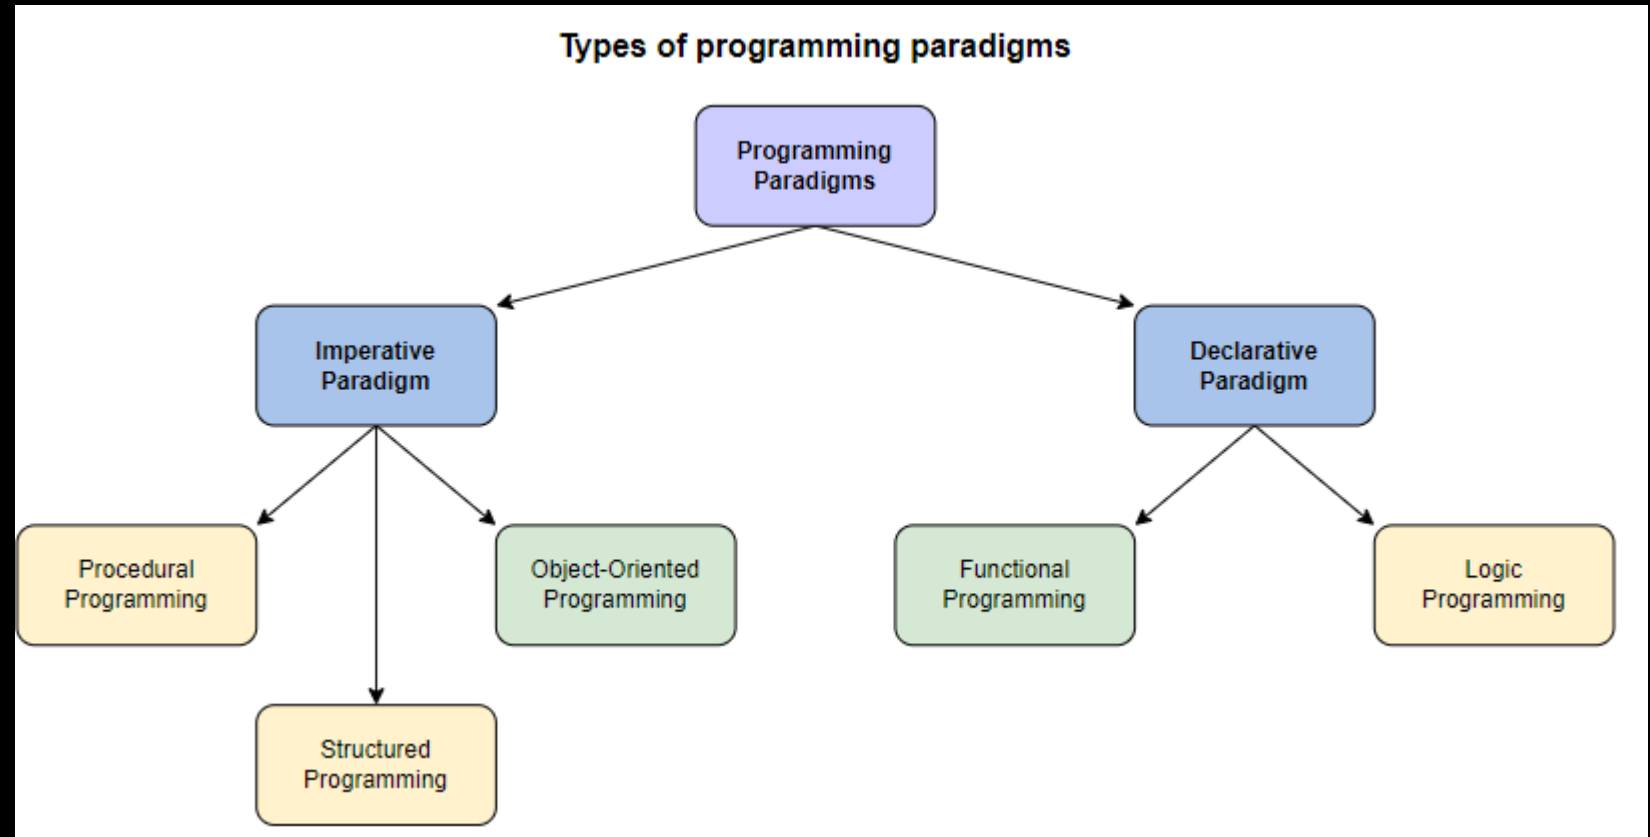 Types of programming paradigms
Programming
Paradigms
Imperative
Paradigm
Declarative
Paradigm
Procedural
Programming
Object-Oriented
Programming
Functional
Programming
Logic
Programming
Structured
Programming